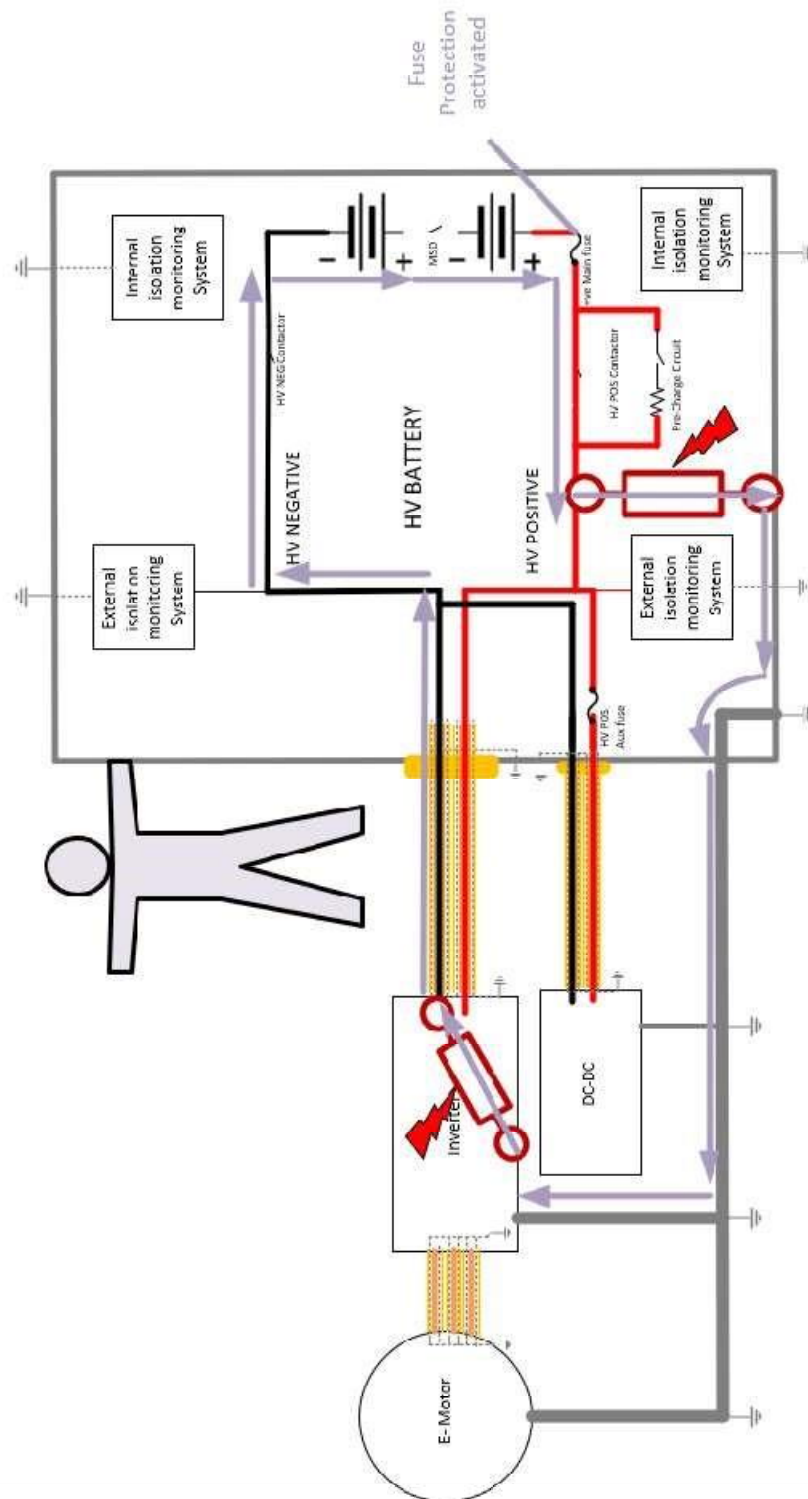 External
isolation
monitoring
System
Internal
isolation
monitoring
System
HV NEG Contactor
HV NEGATIVE
HV BATTERY
− +
MSD
− +
Fuse
Protection
activated
E-Motor
Inverter
HV POSITIVE
DC-DC
+ve Main fuse
HV POS Contactor
HV POS
Aux fuse
Pre-Charge Circuit
External
isolation
monitoring
System
Internal
isolation
monitoring
System